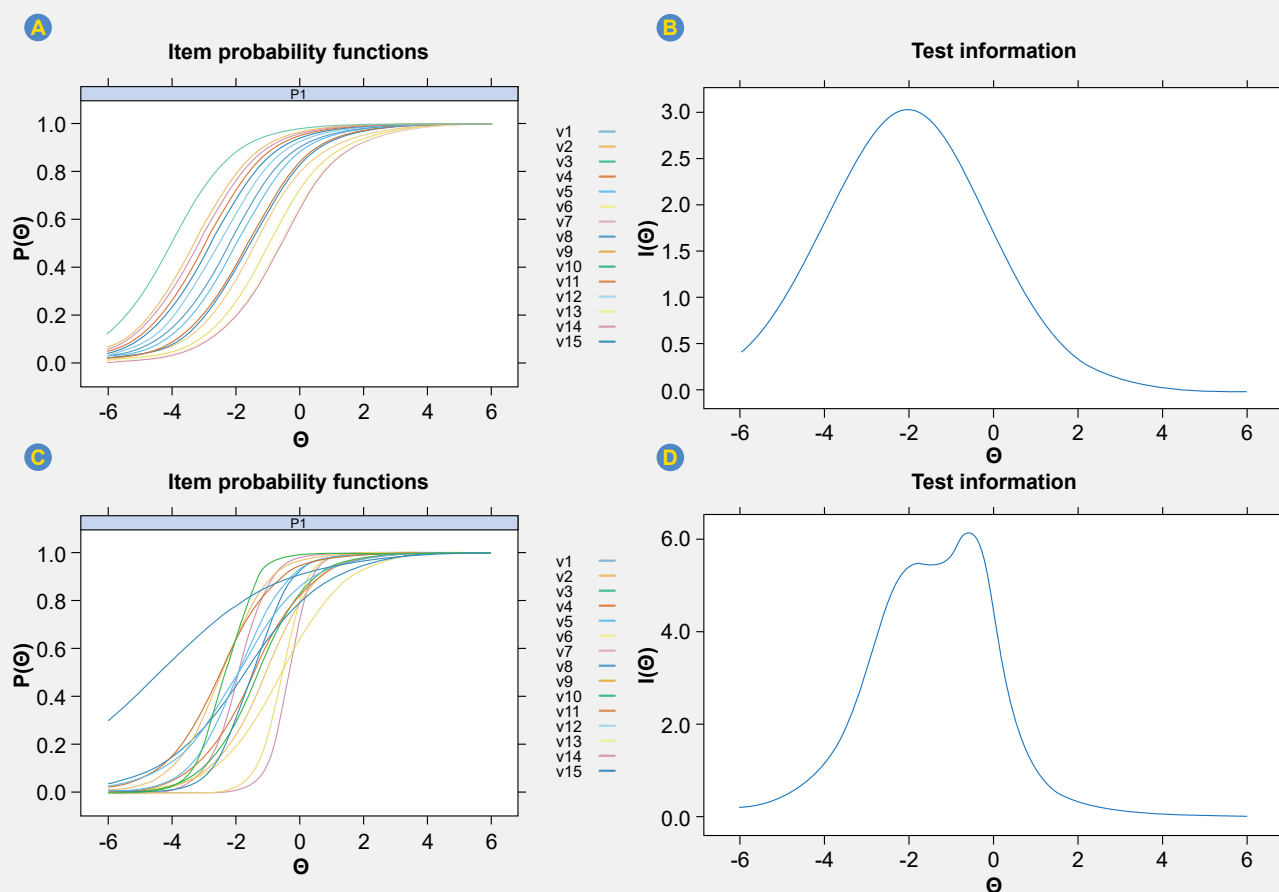 A
Item probability functions
P1
P(Θ)
1.0
0.8
0.6
0.4
0.2
0.0
-6 -4 -2 0 2 4 6
Θ
v1
v2
v3
v4
v5
v6
v7
v8
v9
v10
v11
v12
v13
v14
v15
B
Test information
I(Θ)
3.0
2.5
2.0
1.5
1.0
0.5
0.0
-6 -4 -2 0 2 4 6
Θ
C
Item probability functions
P1
P(Θ)
1.0
0.8
0.6
0.4
0.2
0.0
-6 -4 -2 0 2 4 6
Θ
v1
v2
v3
v4
v5
v6
v7
v8
v9
v10
v11
v12
v13
v14
v15
D
Test information
I(Θ)
6.0
4.0
2.0
0.0
-6 -4 -2 0 2 4 6
Θ